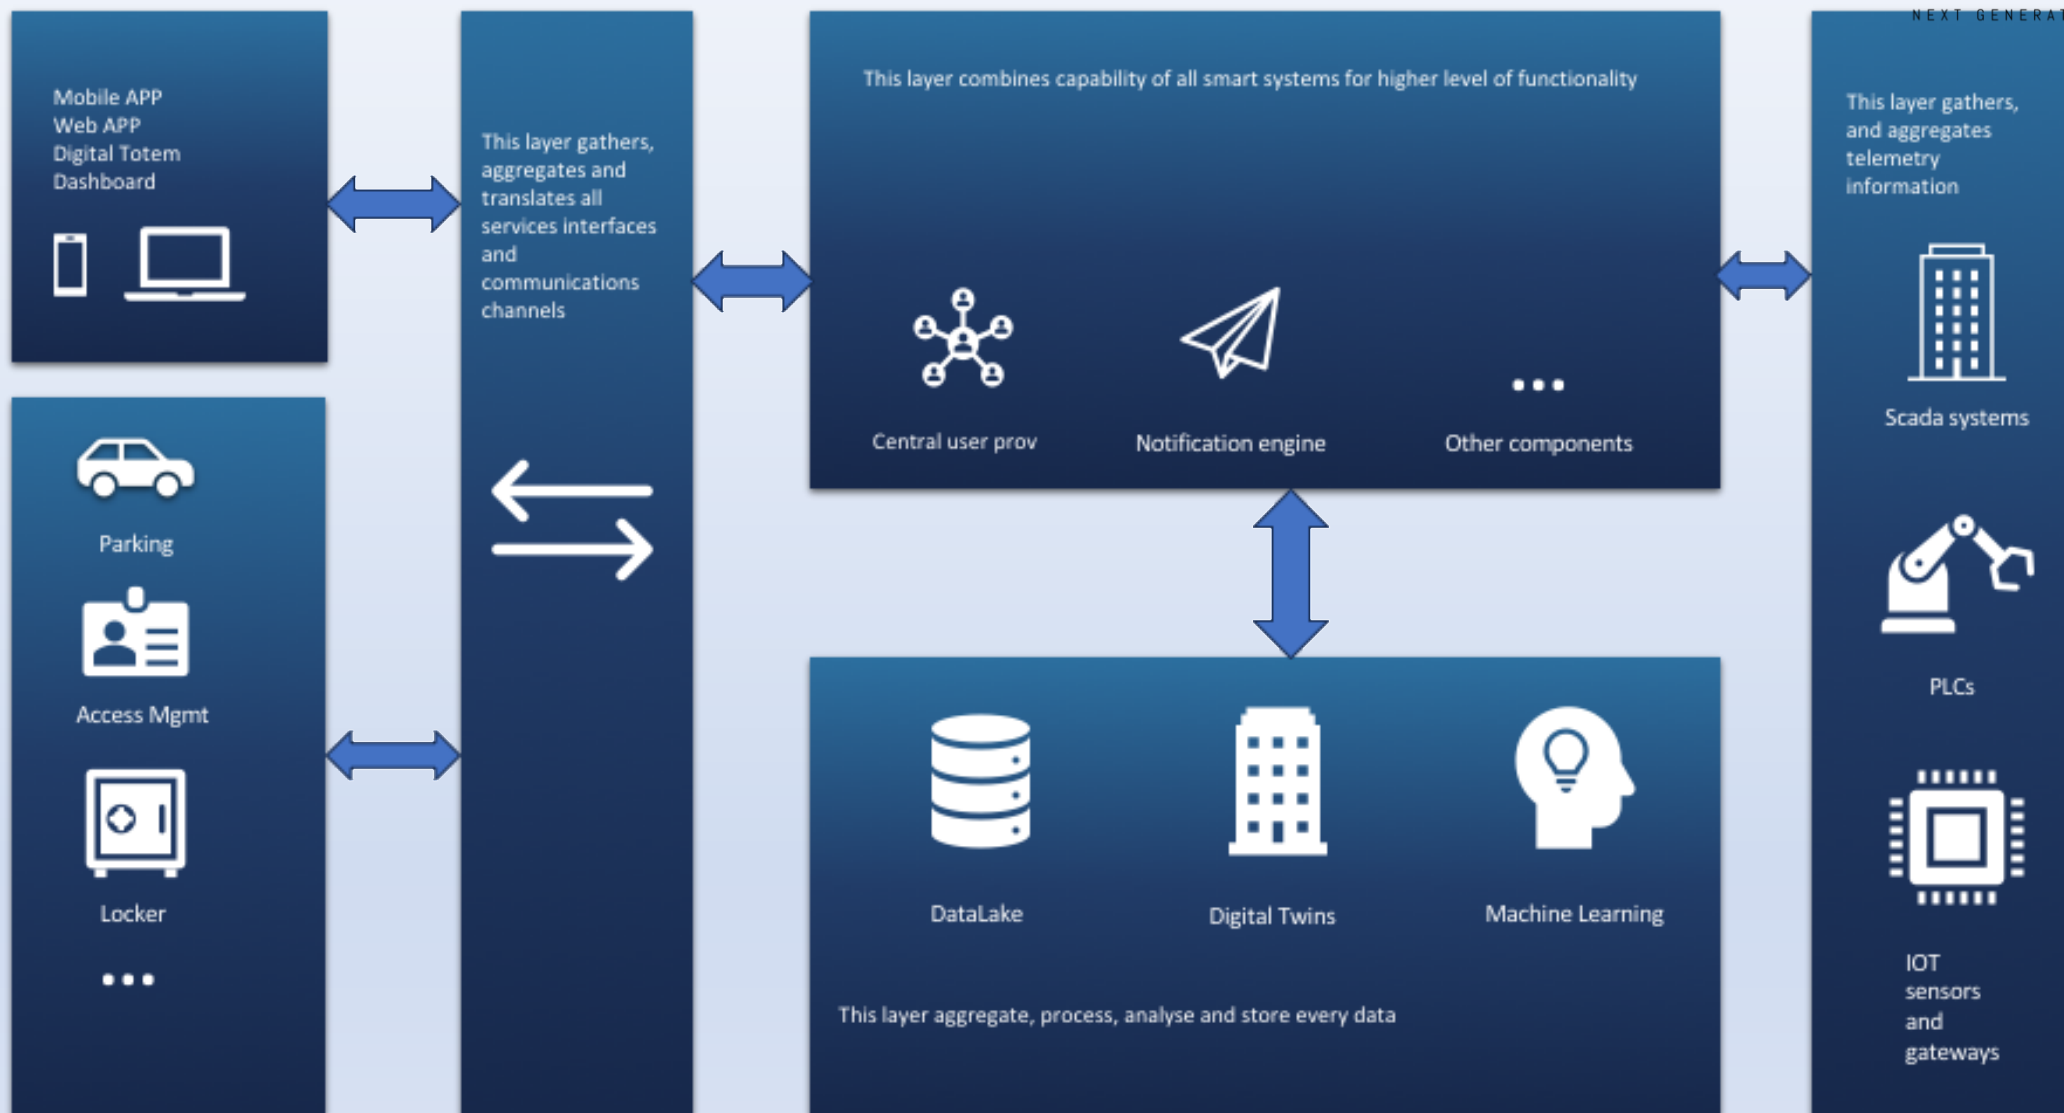 NEXT GENERAT
Mobile APP
Web APP
Digital Totem
Dashboard
Parking
Access Mgmt
Locker
...
This layer gathers,
aggregates and
translates all
services interfaces
and
communications
channels
This layer combines capability of all smart systems for higher level of functionality
Central user prov
Notification engine
...
Other components
DataLake
Digital Twins
Machine Learning
This layer aggregate, process, analyse and store every data
This layer gathers,
and aggregates
telemetry
information
Scada systems
PLCs
IOT
sensors
and
gateways